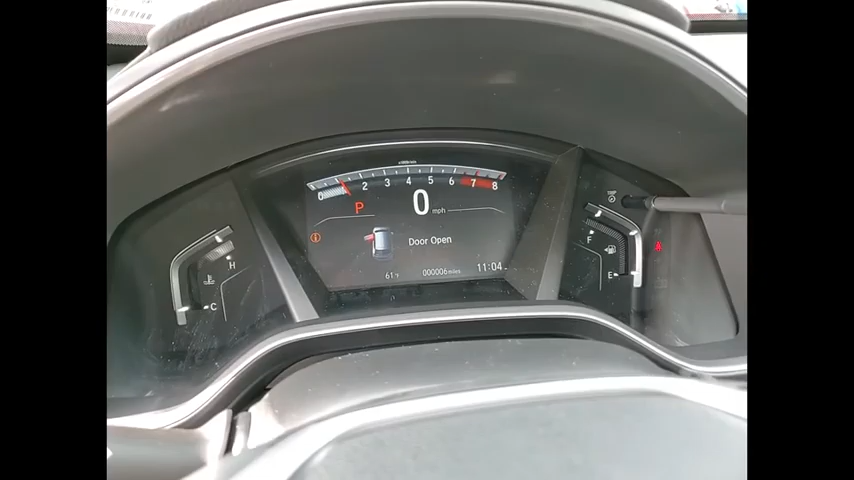 0 1 2 3 4 5 6 7 8
P
0 mph
Door Open
61°F
000006 miles
11:04
H
C
F
E